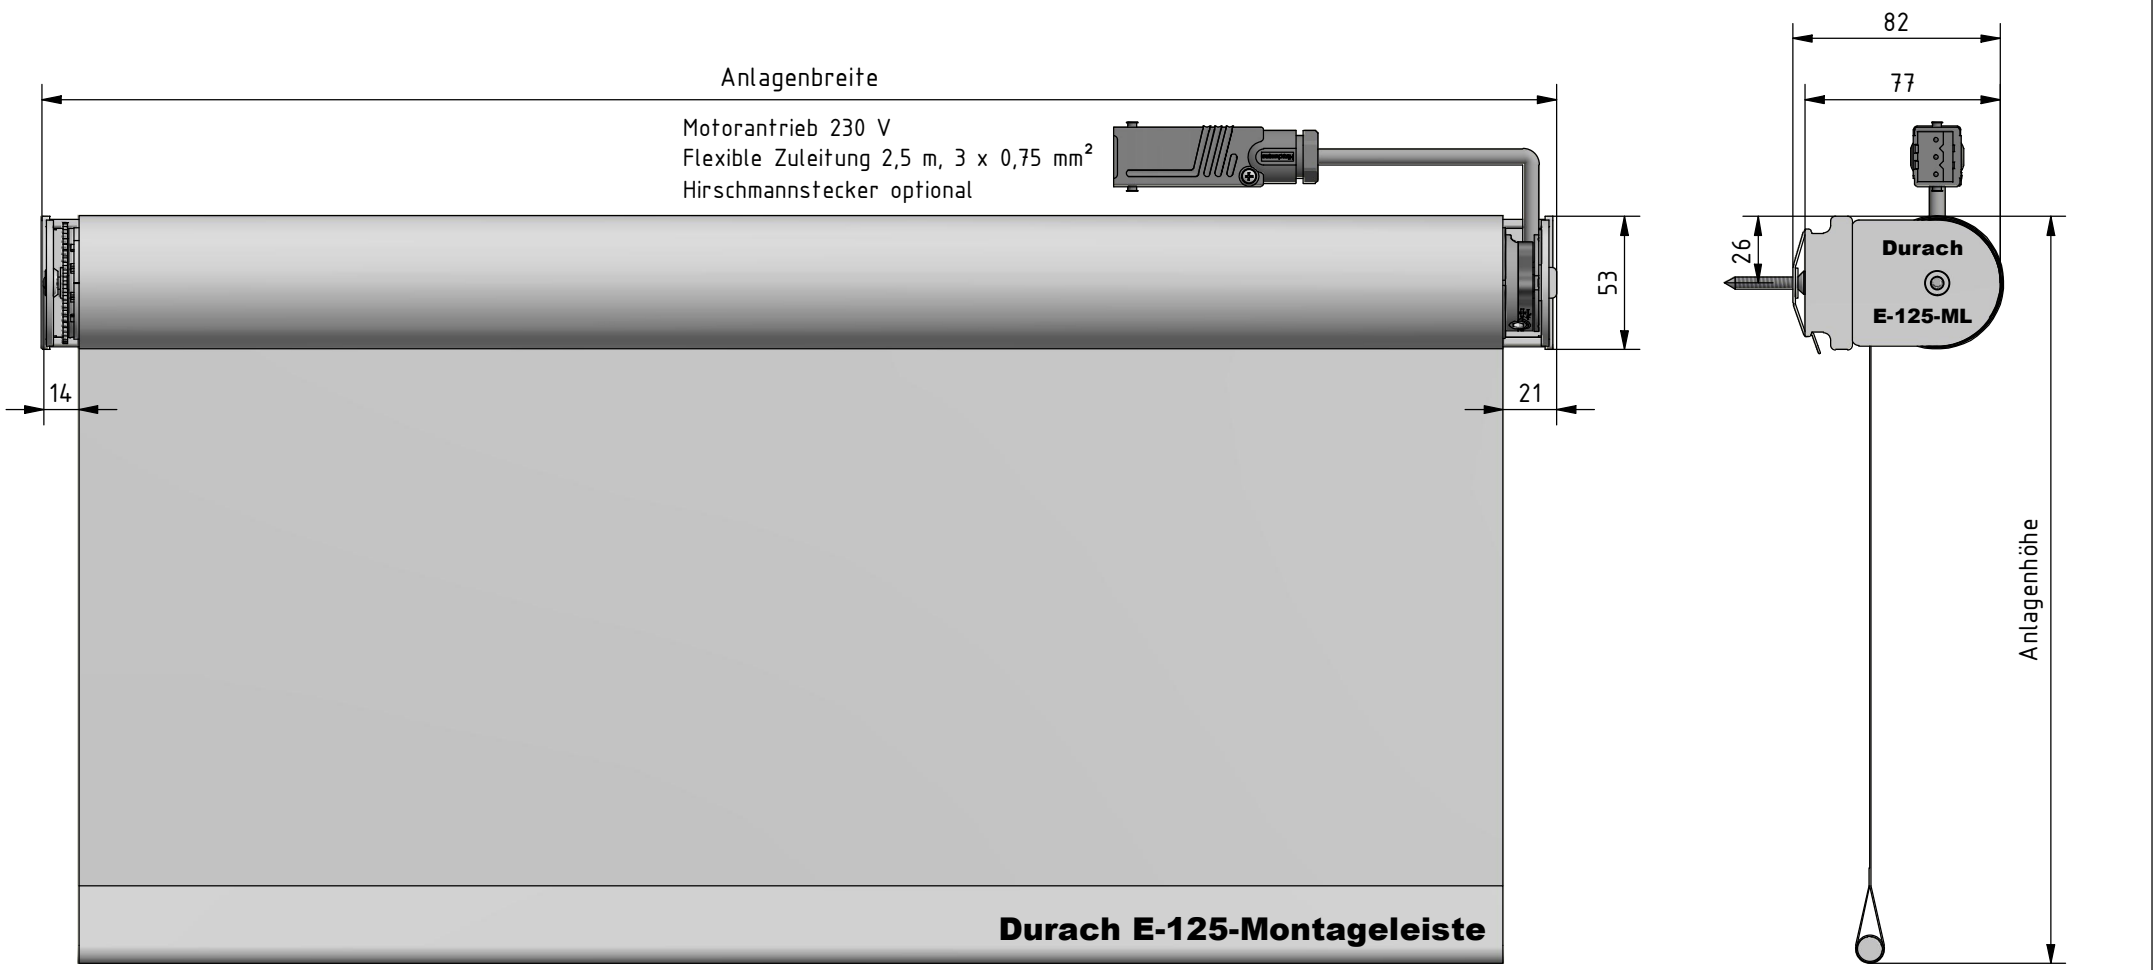 82
Anlagenbreite
77
Motorantrieb 230 V
Flexible Zuleitung 2,5 m, 3 x 0,75 mm²
Hirschmannstecker optional
26
53
Durach
E-125-ML
14
21
Anlagenhöhe
Durach E-125-Montageleiste